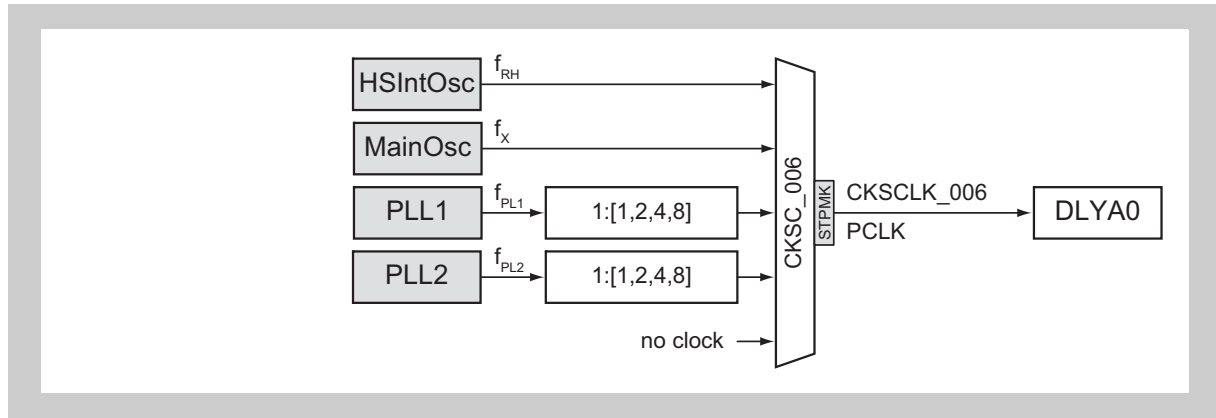 HSIntOsc
f_RH
MainOsc
f_X
PLL1
f_PL1
1:[1,2,4,8]
PLL2
f_PL2
1:[1,2,4,8]
no clock
CKSC_006
STPMK
CKSCLK_006
PCLK
DLYA0